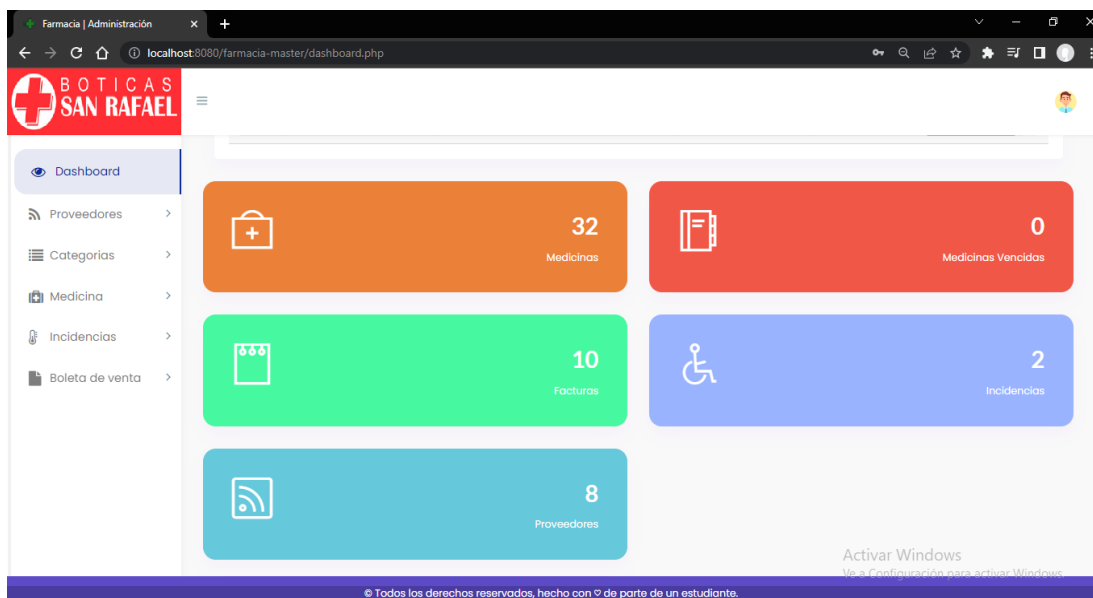 Farmacia | Administración
localhost:8080/farmacia-master/dashboard.php
BOTICAS
SAN RAFAEL
Dashboard
Proveedores
Categorias
Medicina
Incidencias
Boleta de venta
32
Medicinas
0
Medicinas Vencidas
10
Facturas
2
Incidencias
8
Proveedores
Activar Windows
Ve a Configuración para activar Windows.
© Todos los derechos reservados, hecho con ♡ de parte de un estudiante.